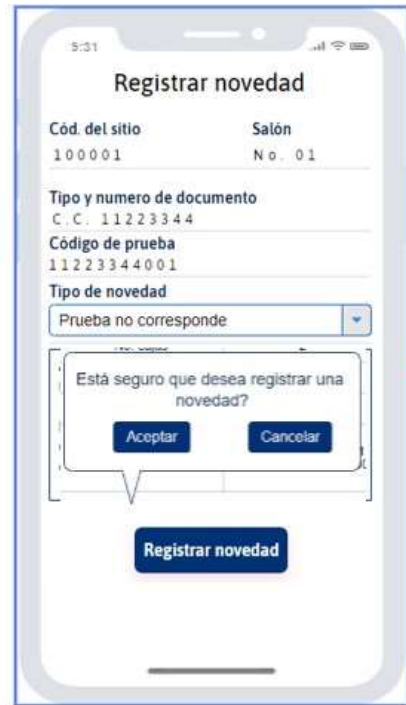 5:31
Registrar novedad
Cód. del sitio Salón
100001 No. 01
Tipo y numero de documento
C.C. 11223344
Código de prueba
11223344001
Tipo de novedad
Prueba no corresponde
Está seguro que desea registrar una
novedad?
Aceptar Cancelar
Registrar novedad